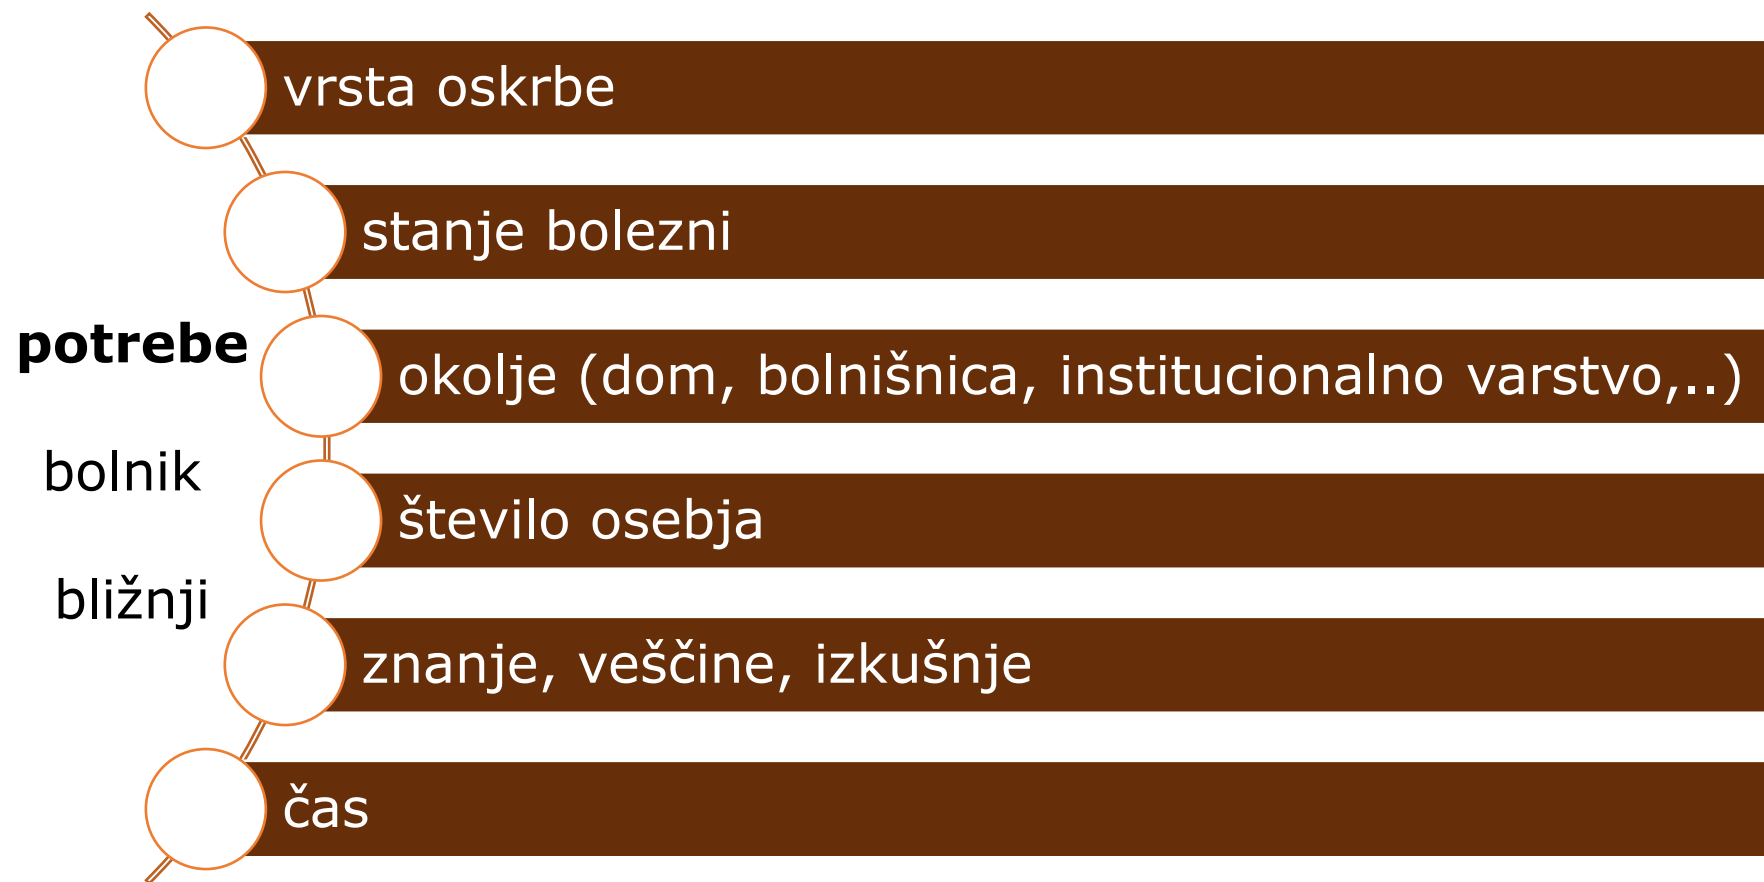 vrsta oskrbe
stanje bolezni
potrebe
okolje (dom, bolnišnica, institucionalno varstvo,..)
bolnik
število osebja
bližnji
znanje, veščine, izkušnje
čas